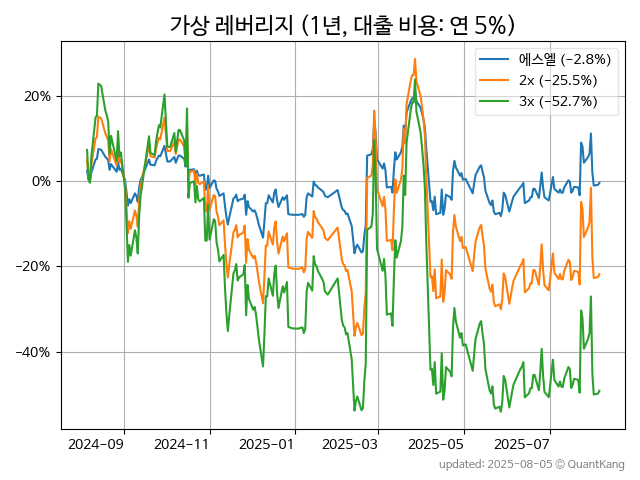 가상 레버리지 (1년, 대출 비용: 연 5%)
에스엘 (−2.8%)
2x (−25.5%)
3x (−52.7%)
20%
0%
−20%
−40%
2024-09 2024-11 2025-01 2025-03 2025-05 2025-07
updated: 2025-08-05 ⓒ QuantKang